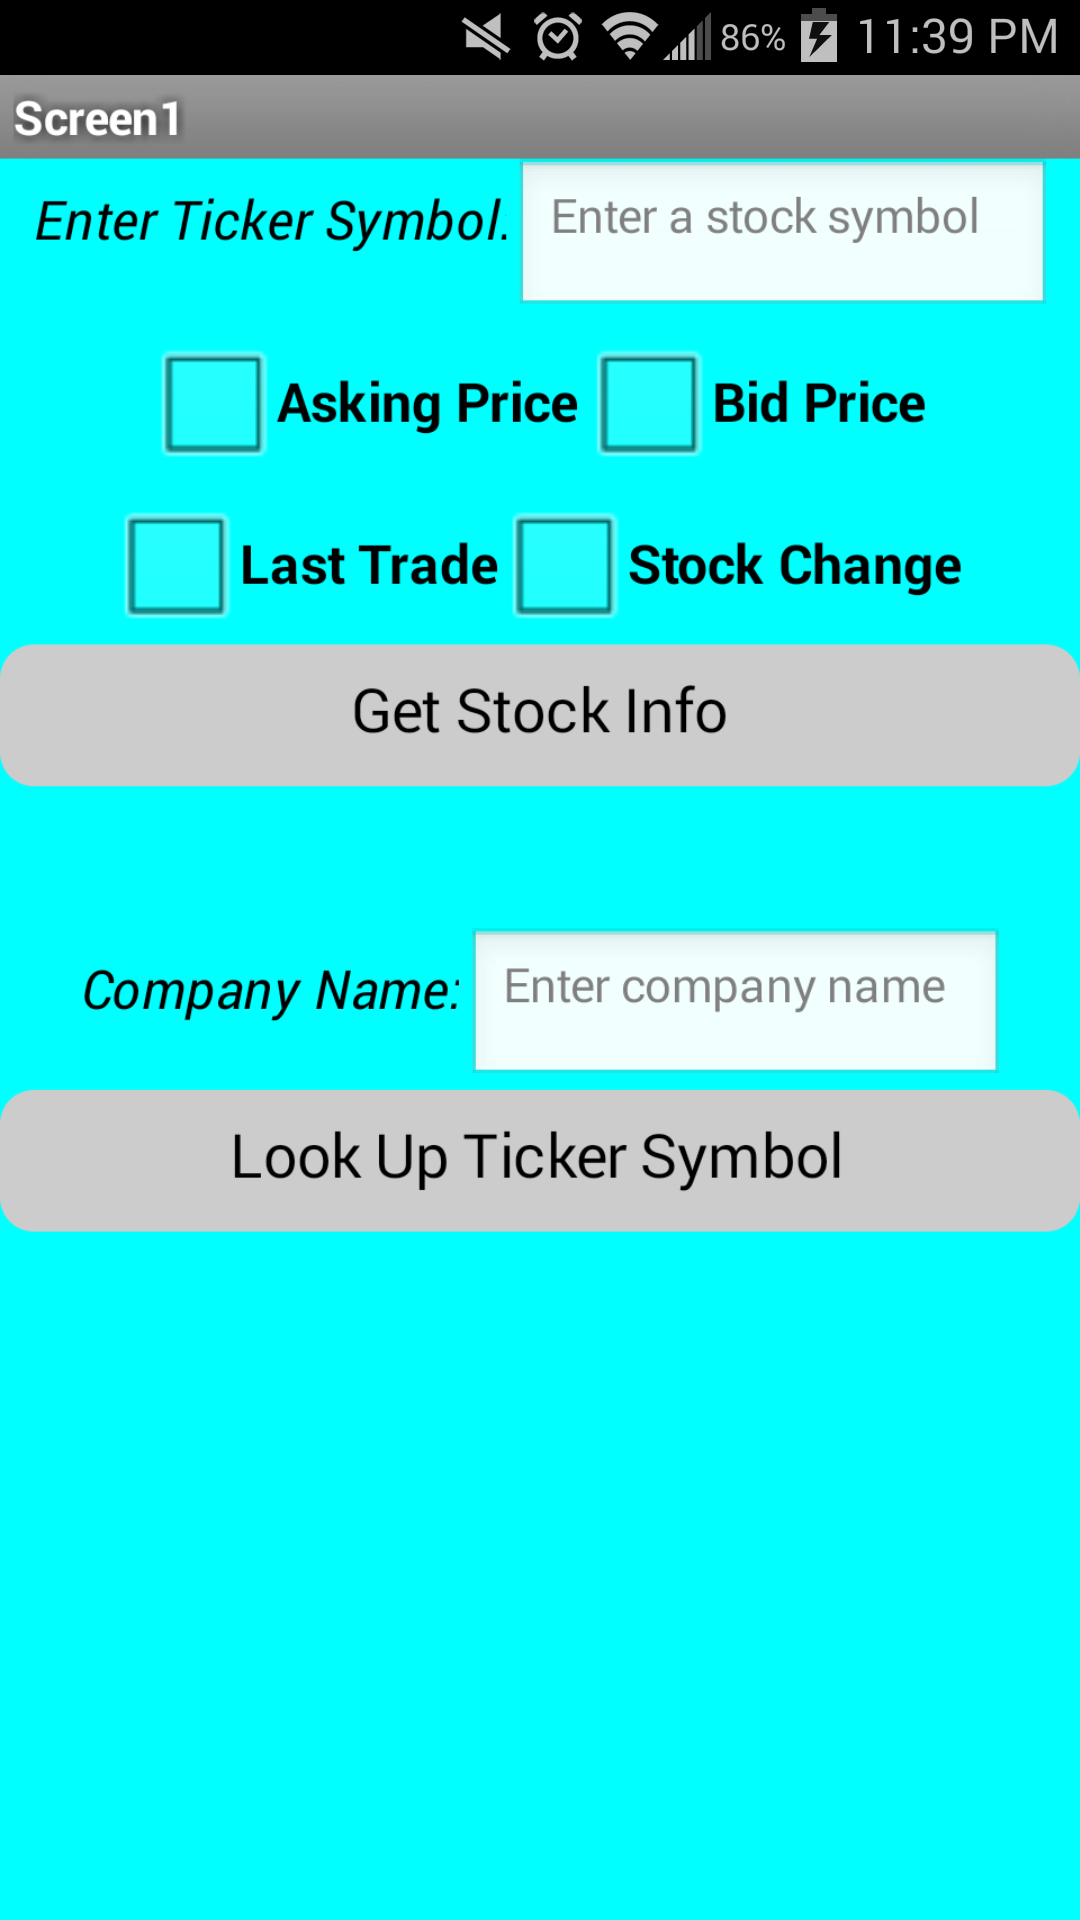 86% 11:39 PM
Screen1
Enter Ticker Symbol: Enter a stock symbol
Asking Price Bid Price
Last Trade Stock Change
Get Stock Info
Company Name: Enter company name
Look Up Ticker Symbol